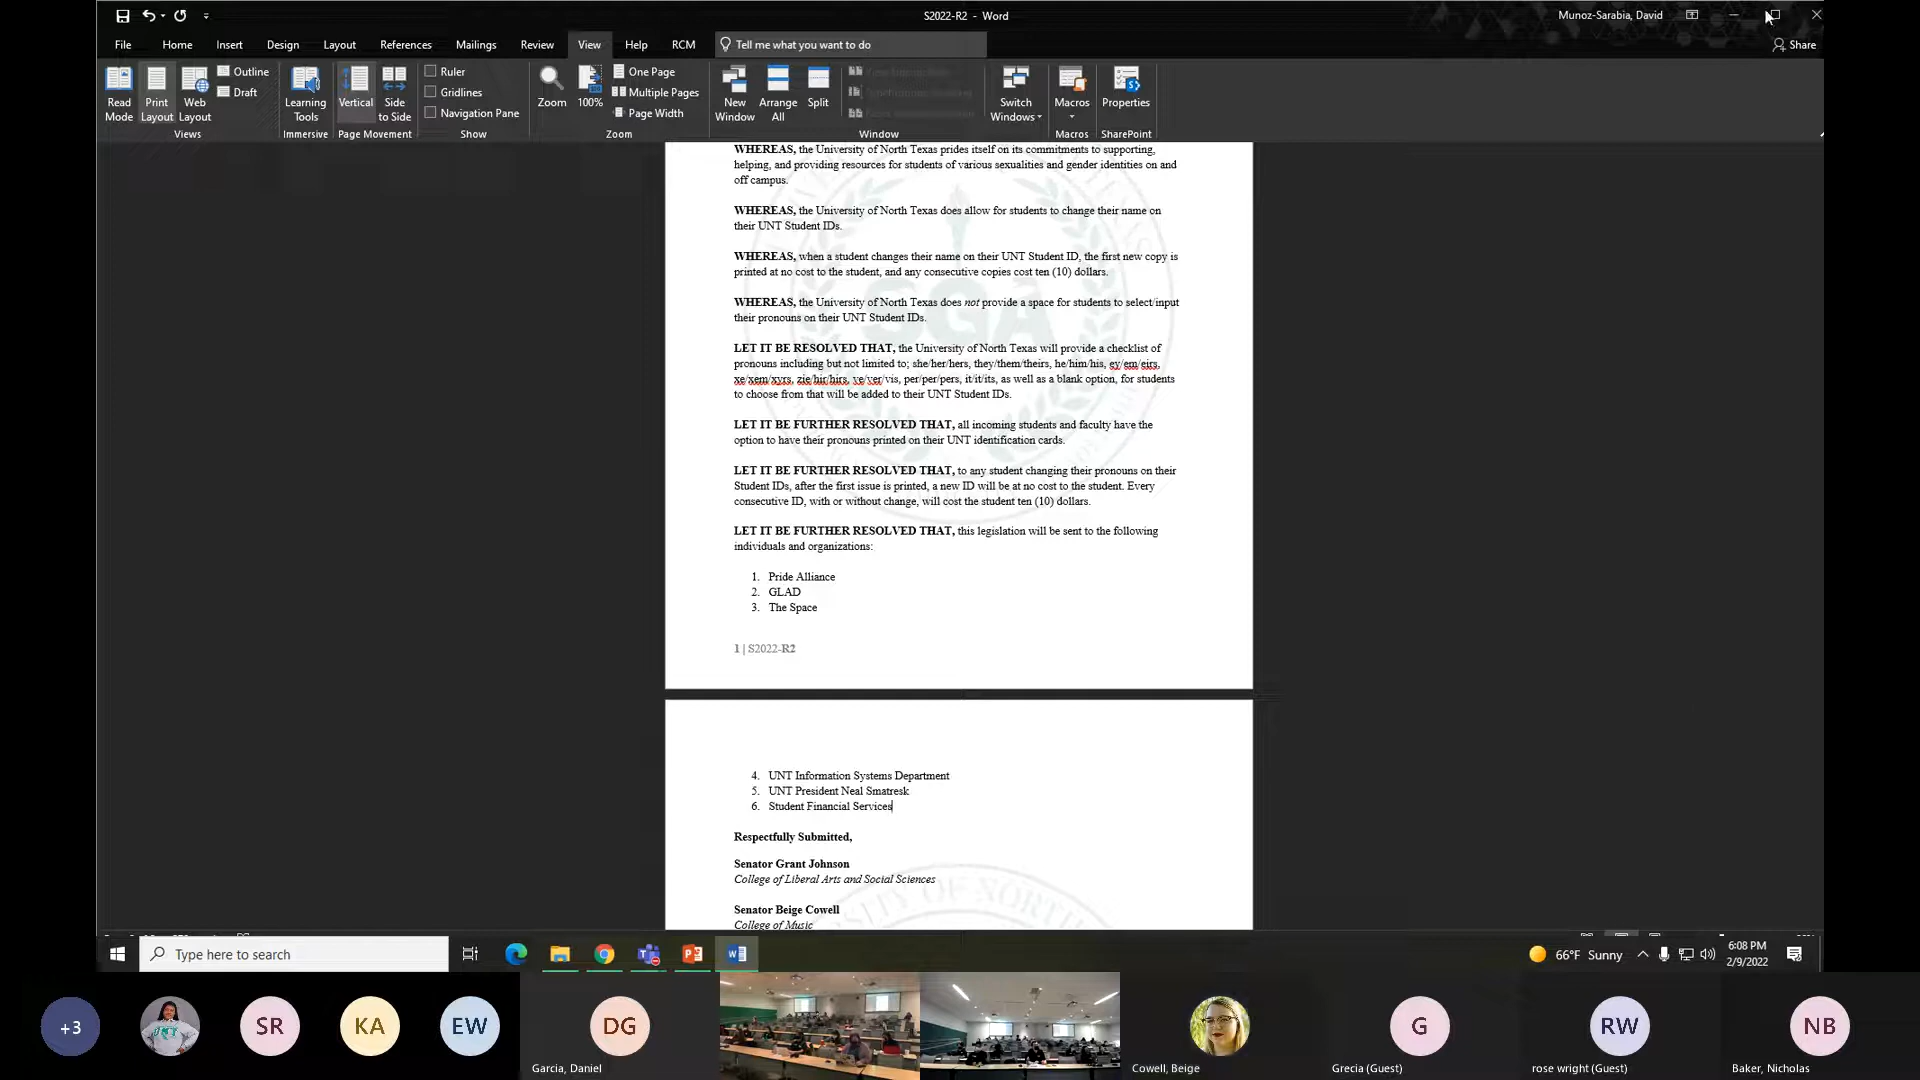 S2022-R2 - Word
Munoz-Sarabia, David
File Home Insert Design Layout References Mailings Review View Help RCM Tell me what you want to do
Share
Read Mode
Print Layout
Web Layout
Outline
Draft
Views
Learning Tools
Immersive
Vertical
Side to Side
Page Movement
Ruler
Gridlines
Navigation Pane
Show
Zoom
100%
One Page
Multiple Pages
Page Width
Zoom
New Window
Arrange All
Split
Window
Switch Windows
Macros
Macros
Properties
SharePoint
WHEREAS, the University of North Texas prides itself on its commitments to supporting,
helping, and providing resources for students of various sexualities and gender identities on and
off campus.
WHEREAS, the University of North Texas does allow for students to change their name on
their UNT Student IDs.
WHEREAS, when a student changes their name on their UNT Student ID, the first new copy is
printed at no cost to the student, and any consecutive copies cost ten (10) dollars.
WHEREAS, the University of North Texas does not provide a space for students to select/input
their pronouns on their UNT Student IDs.
LET IT BE RESOLVED THAT, the University of North Texas will provide a checklist of
pronouns including but not limited to; she/her/hers, they/them/theirs, he/him/his, ey/em/eirs,
xe/xem/xyrs, zie/hir/hirs, ve/ver/vis, per/per/pers, it/it/its, as well as a blank option, for students
to choose from that will be added to their UNT Student IDs.
LET IT BE FURTHER RESOLVED THAT, all incoming students and faculty have the
option to have their pronouns printed on their UNT identification cards.
LET IT BE FURTHER RESOLVED THAT, to any student changing their pronouns on their
Student IDs, after the first issue is printed, a new ID will be at no cost to the student. Every
consecutive ID, with or without change, will cost the student ten (10) dollars.
LET IT BE FURTHER RESOLVED THAT, this legislation will be sent to the following
individuals and organizations:
1. Pride Alliance
2. GLAD
3. The Space
1 | S2022-R2
SGA
4. UNT Information Systems Department
5. UNT President Neal Smatresk
6. Student Financial Services
Respectfully Submitted,
Senator Grant Johnson
College of Liberal Arts and Social Sciences
Senator Beige Cowell
College of Music
Type here to search
66°F Sunny
6:08 PM
2/9/2022
+3
SR
KA
EW
DG
Garcia, Daniel
Cowell, Beige
G
Grecia (Guest)
RW
rose wright (Guest)
NB
Baker, Nicholas